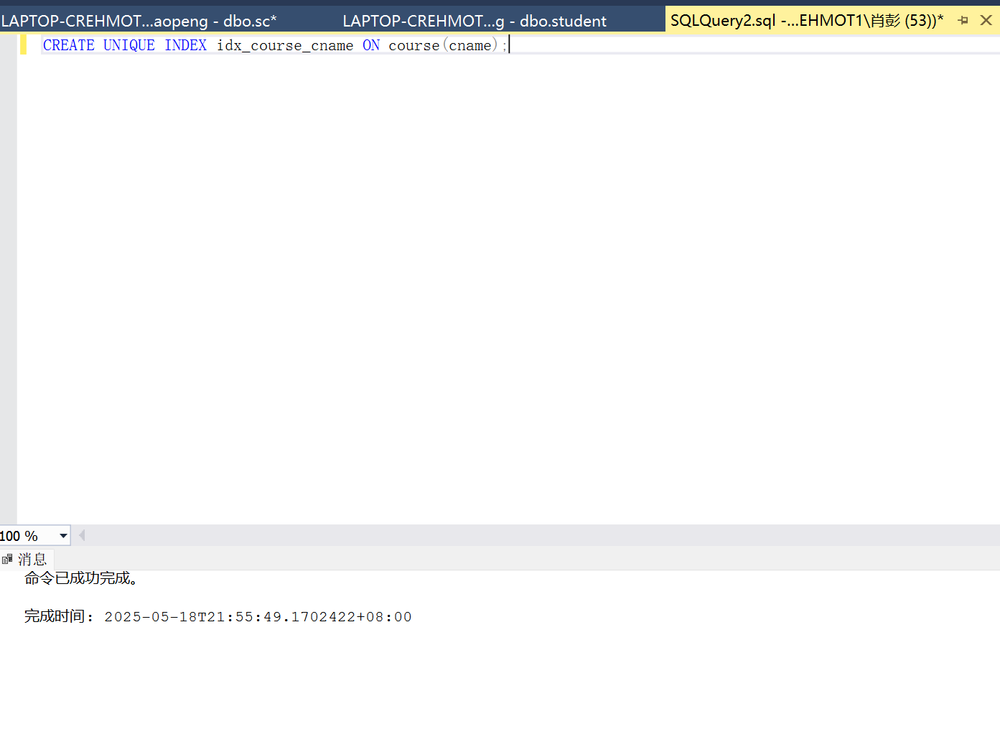 LAPTOP-CREHMOT...aopeng - dbo.sc*
LAPTOP-CREHMOT...g - dbo.student
SQLQuery2.sql -...EHMOT1\肖彭 (53))*
CREATE UNIQUE INDEX idx_course_cname ON course(cname);
100 %
消息
命令已成功完成。
完成时间: 2025-05-18T21:55:49.1702422+08:00